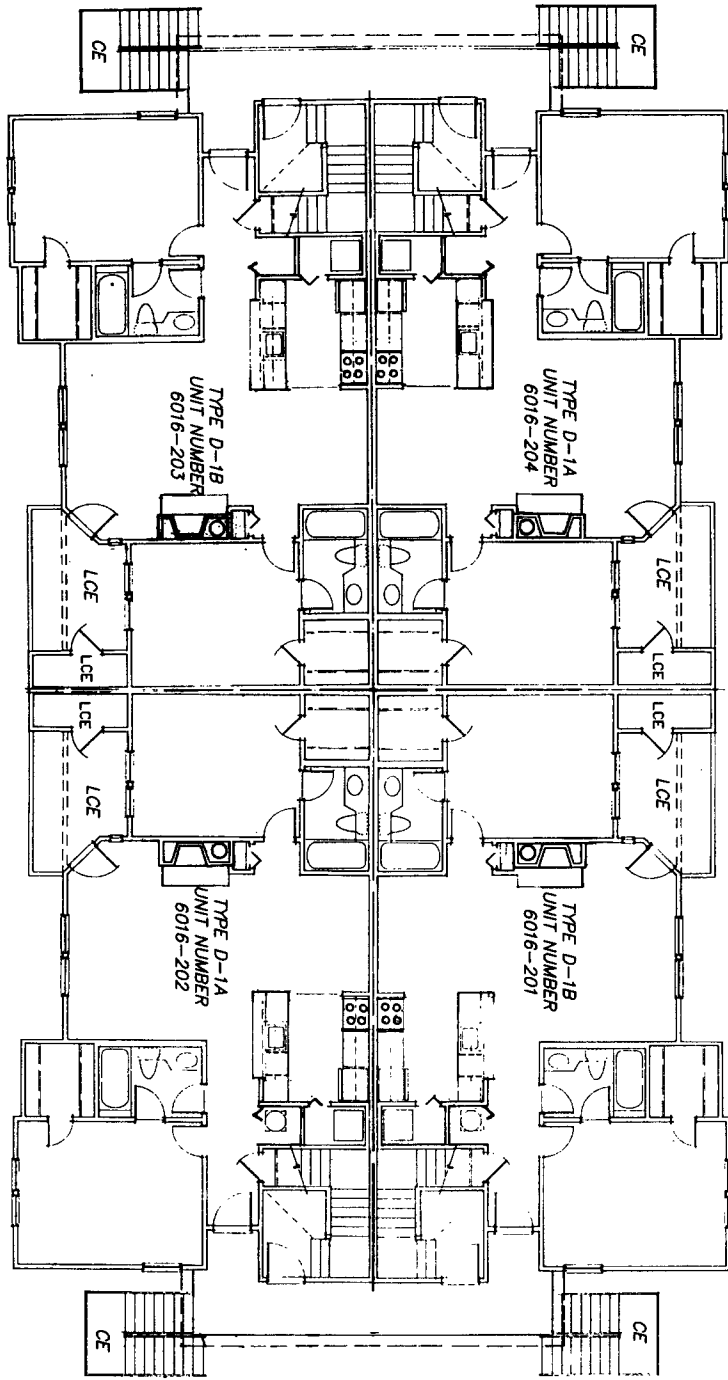 CE
CE
TYPE D-1B
UNIT NUMBER
6016-203
TYPE D-1A
UNIT NUMBER
6016-204
LCE
LCE
LCE
LCE
LCE
LCE
LCE
LCE
TYPE D-1A
UNIT NUMBER
6016-202
TYPE D-1B
UNIT NUMBER
6016-201
CE
CE